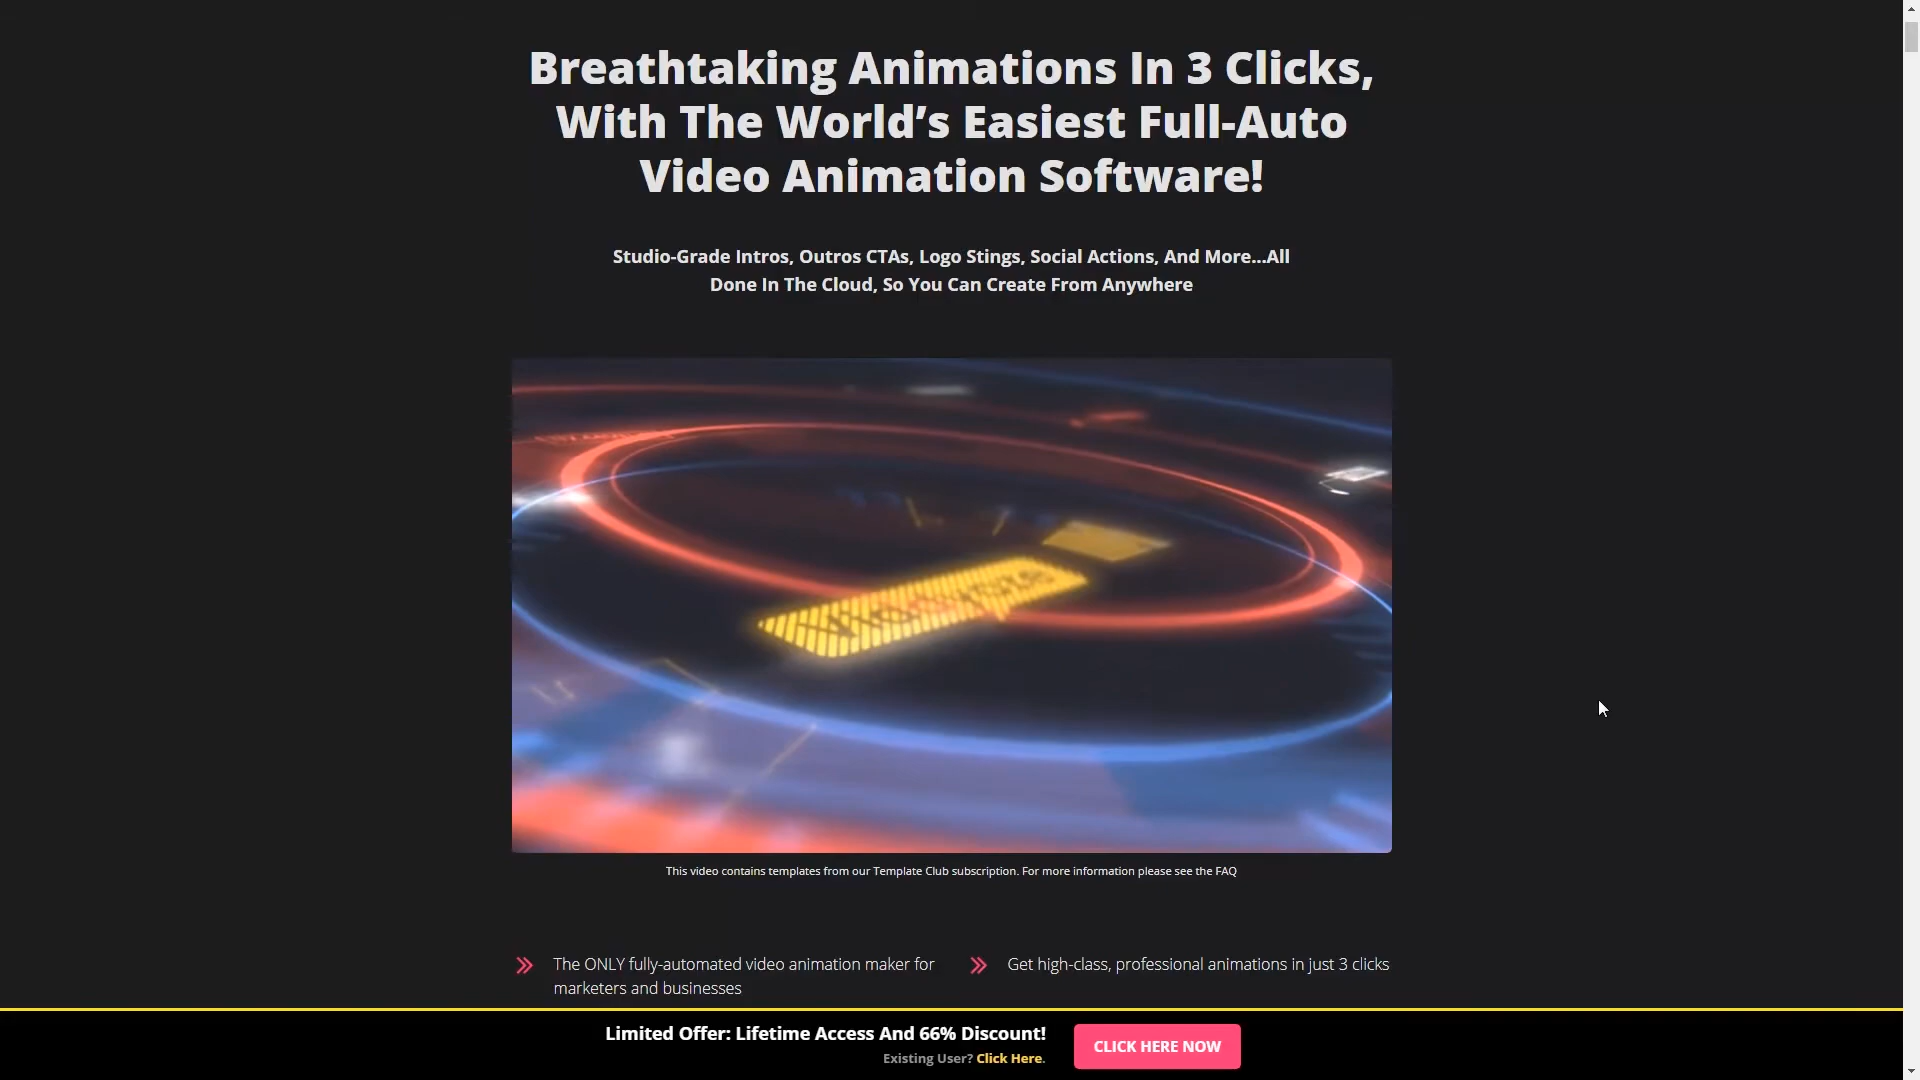 Breathtaking Animations In 3 Clicks,
With The World’s Easiest Full-Auto
Video Animation Software!
Studio-Grade Intros, Outros CTAs, Logo Stings, Social Actions, And More...All
Done In The Cloud, So You Can Create From Anywhere
This video contains templates from our Template Club subscription. For more information please see the FAQ
The ONLY fully-automated video animation maker for
marketers and businesses
Get high-class, professional animations in just 3 clicks
Limited Offer: Lifetime Access And 66% Discount!
Existing User? Click Here.
CLICK HERE NOW